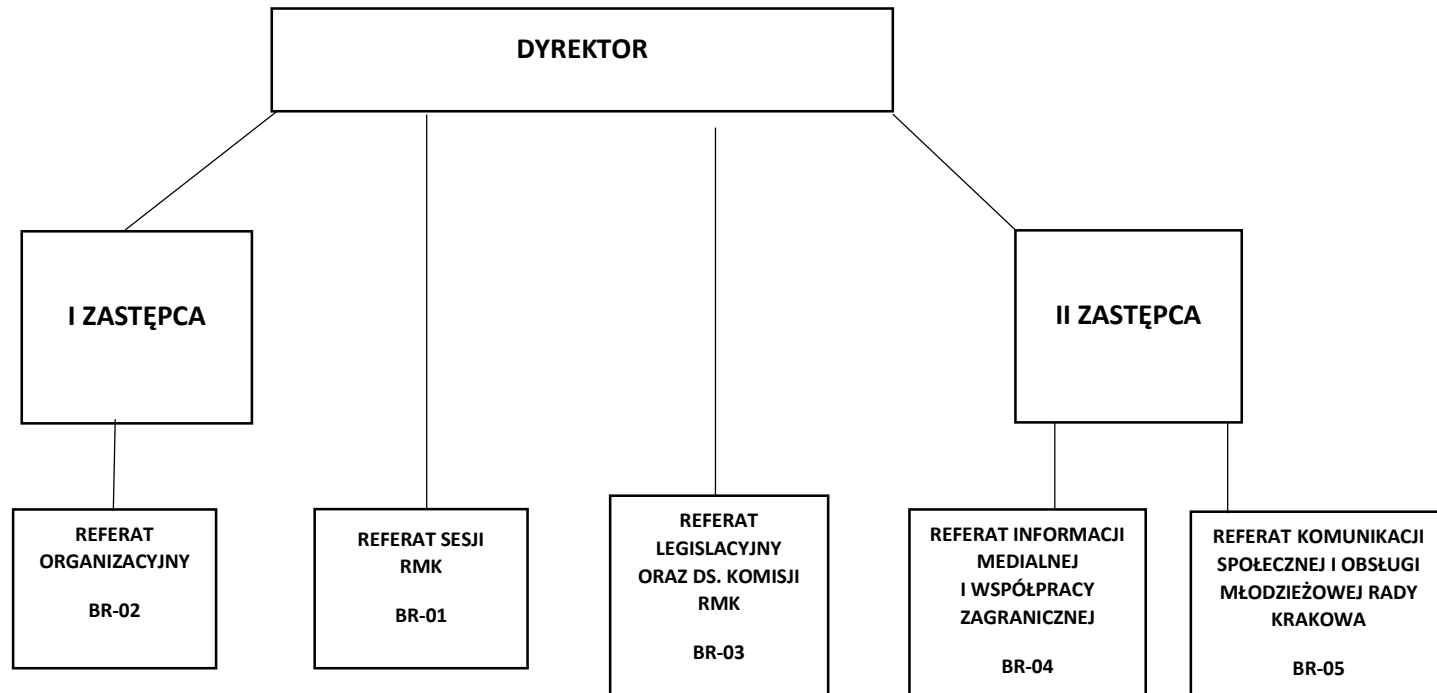 DYREKTOR
I ZASTĘPCA
II ZASTĘPCA
REFERAT
ORGANIZACYJNY
BR-02
REFERAT SESJI
RMK
BR-01
REFERAT
LEGISLACYJNY
ORAZ DS. KOMISJI
RMK
BR-03
REFERAT INFORMACJI
MEDIALNEJ
I WSPÓŁPRACY
ZAGRANICZNEJ
BR-04
REFERAT KOMUNIKACJI
SPOŁECZNEJ I OBSŁUGI
MŁODZIEŻOWEJ RADY
KRAKOWA
BR-05